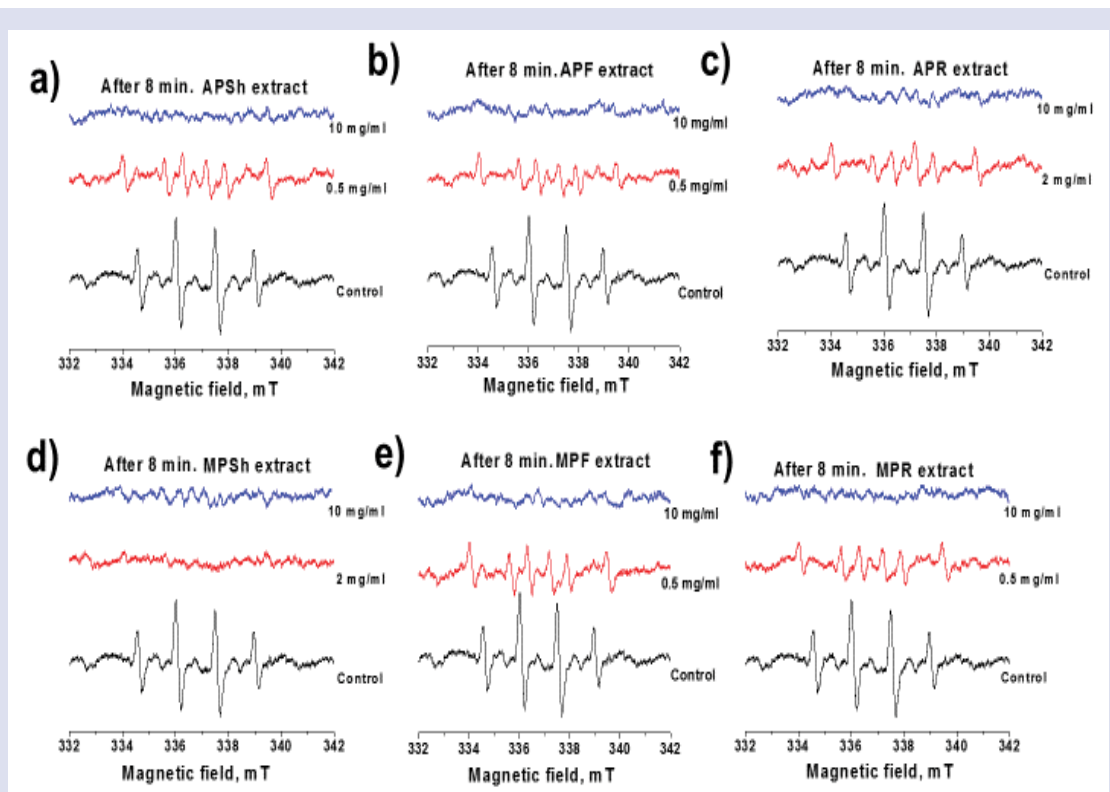 a)
After 8 min. APSh extract
10 mg/ml
0.5 mg/ml
Control
332 334 336 338 340 342
Magnetic field, mT
b)
After 8 min. APF extract
10 mg/ml
0.5 mg/ml
Control
332 334 336 338 340 342
Magnetic field, mT
c)
After 8 min. APR extract
10 mg/ml
2 mg/ml
Control
332 334 336 338 340 342
Magnetic field, mT
d)
After 8 min. MPSh extract
10 mg/ml
2 mg/ml
Control
332 334 336 338 340 342
Magnetic field, mT
e)
After 8 min. MPF extract
10 mg/ml
0.5 mg/ml
Control
332 334 336 338 340 342
Magnetic field, mT
f)
After 8 min. MPR extract
10 mg/ml
0.5 mg/ml
Control
332 334 336 338 340 342
Magnetic field, mT